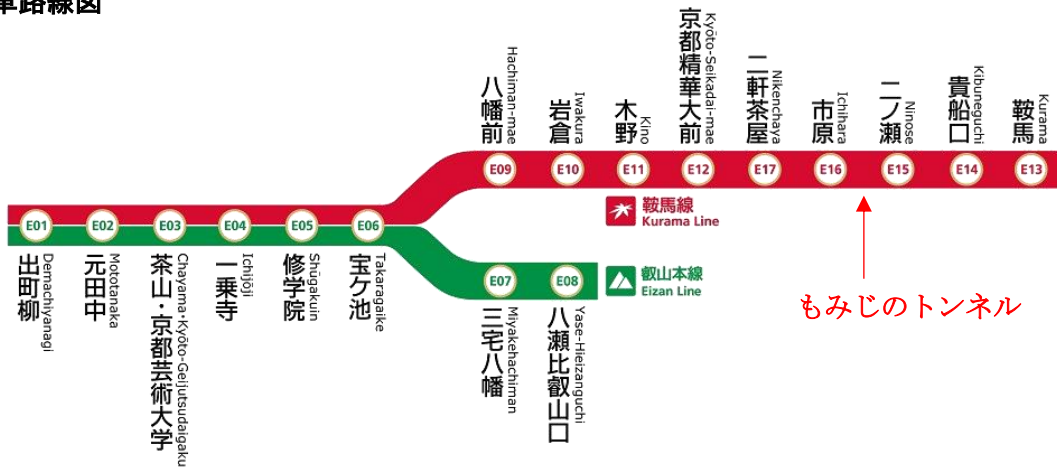 車路線図
八幡前
Hachiman-mae
岩倉
Iwakura
木野
Kino
京都精華大前
Kyōto-Seikadai-mae
二軒茶屋
Nikenchaya
市原
Ichihara
二ノ瀬
Ninose
貴船口
Kibuneguchi
鞍馬
Kurama
E09
E10
E11
E12
E17
E16
E15
E14
E13
鞍馬線
Kurama Line
E01
E02
E03
E04
E05
E06
出町柳
Demachiyanagi
元田中
Mototanaka
茶山・京都芸術大学
Chayama・Kyōto-Geijutsudaigaku
一乗寺
Ichijōji
修学院
Shūgakuin
宝ケ池
Takaragaike
E07
E08
叡山本線
Eizan Line
三宅八幡
Miyakehachiman
八瀬比叡山口
Yase-Hieizanguchi
もみじのトンネル